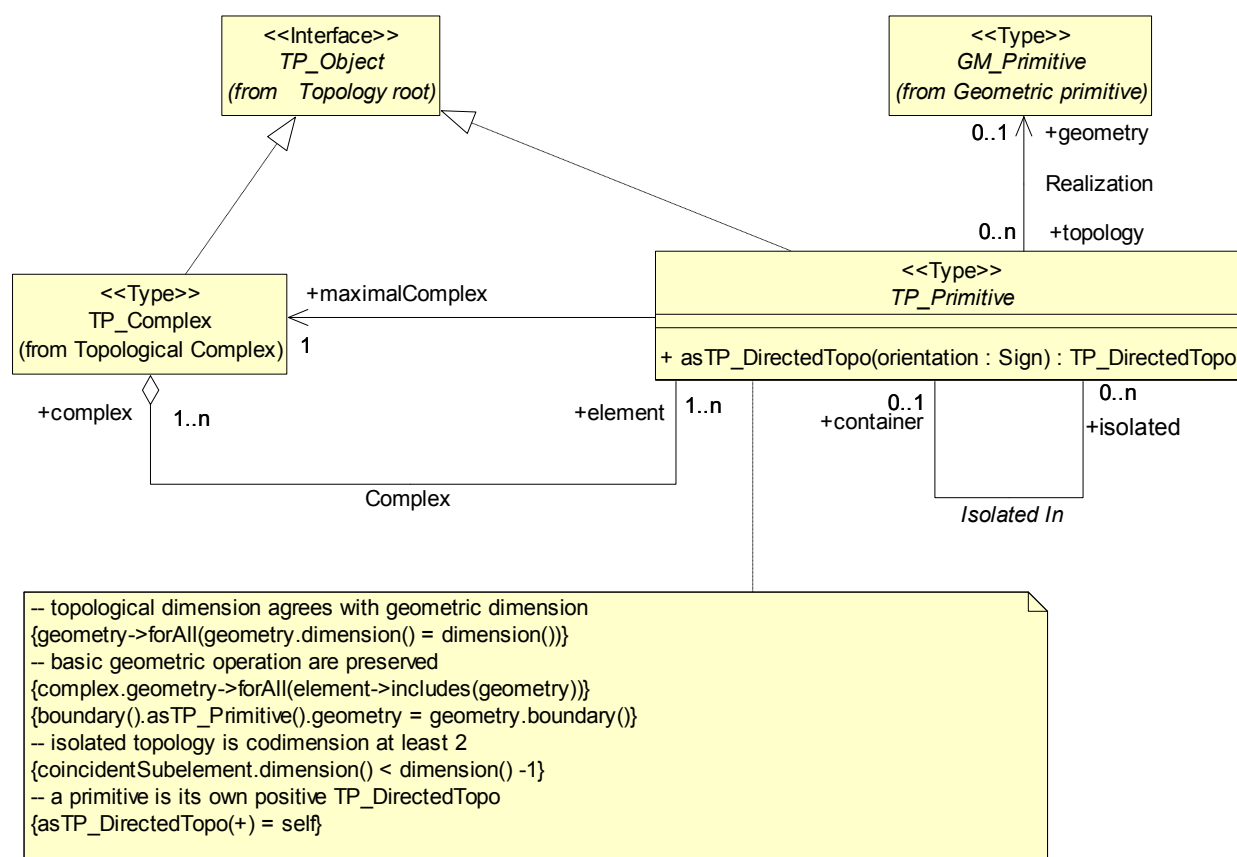 <<Interface>>
TP_Object
(from Topology root)
<<Type>>
GM_Primitive
(from Geometric primitive)
0..1
+geometry
Realization
0..n
+topology
<<Type>>
TP_Complex
(from Topological Complex)
+maximalComplex
1
<<Type>>
TP_Primitive
+ asTP_DirectedTopo(orientation : Sign) : TP_DirectedTopo
+complex
1..n
+element
1..n
Complex
0..1
+container
0..n
+isolated
Isolated In
-- topological dimension agrees with geometric dimension
{geometry->forAll(geometry.dimension() = dimension())}
-- basic geometric operation are preserved
{complex.geometry->forAll(element->includes(geometry))}
{boundary().asTP_Primitive().geometry = geometry.boundary()}
-- isolated topology is codimension at least 2
{coincidentSubelement.dimension() < dimension() -1}
-- a primitive is its own positive TP_DirectedTopo
{asTP_DirectedTopo(+) = self}